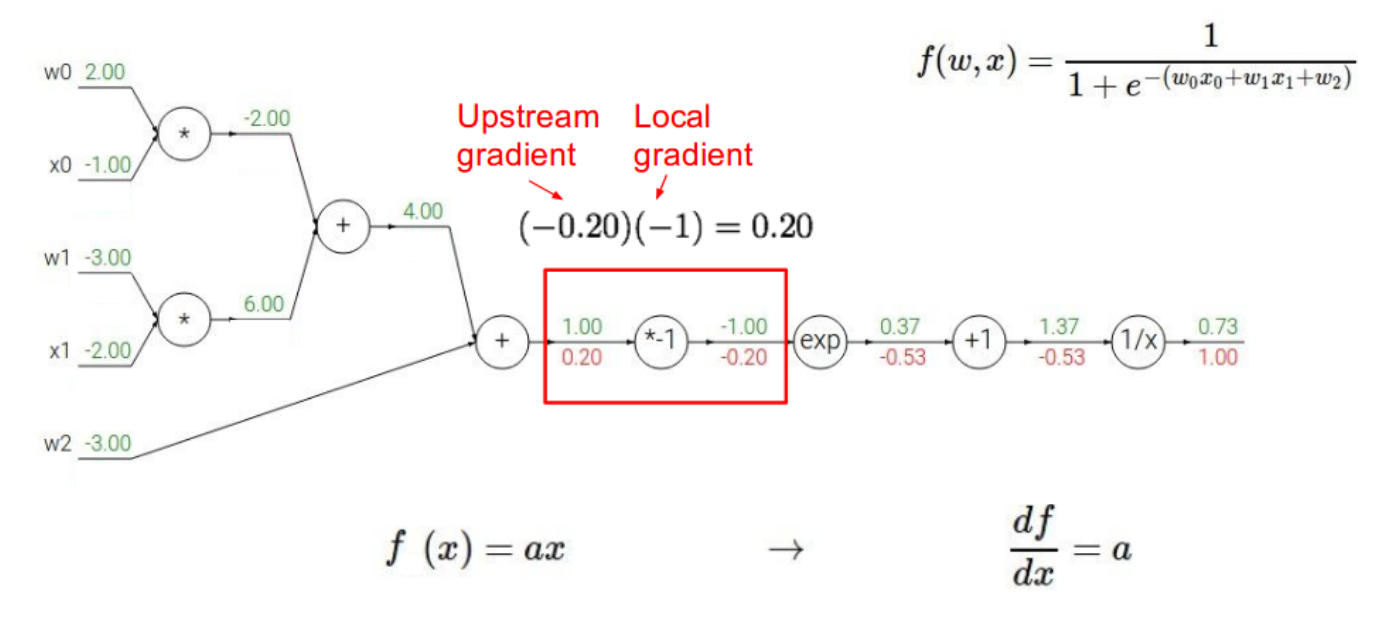 f(w, x) = \frac{1}{1 + e^{-(w_0x_0+w_1x_1+w_2)}}
w0 2.00
-2.00
*
x0 -1.00
Upstream gradient
Local gradient
(−0.20)(−1) = 0.20
4.00
+
w1 -3.00
6.00
*
x1 -2.00
+
1.00
0.20
*-1
-1.00
-0.20
exp
0.37
-0.53
+1
1.37
-0.53
1/x
0.73
1.00
w2 -3.00
f (x) = ax → \frac{df}{dx} = a